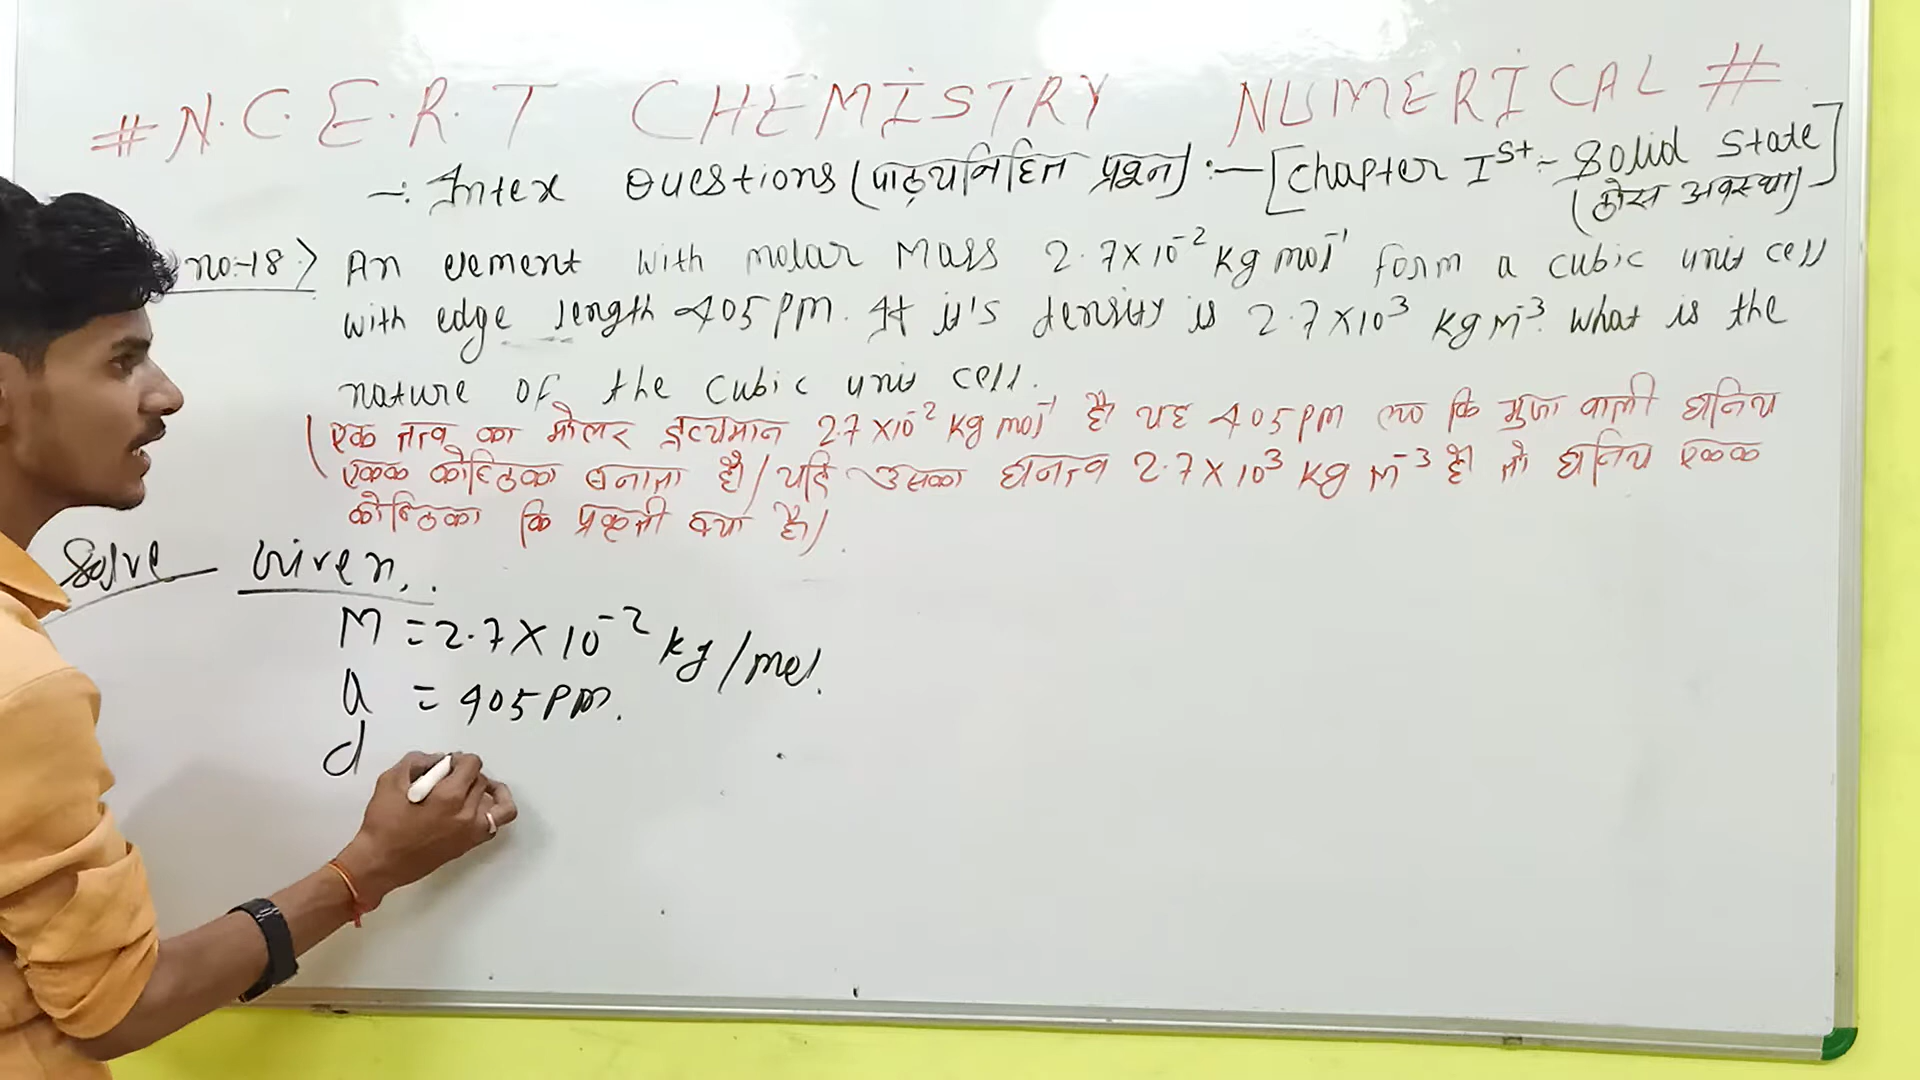 # N.C.E.R.T CHEMISTRY NUMERICAL #
-: Intex Questions (पाठ्यनिहित प्रश्न) :- [Chapter Ist :- Solid State]
(ठोस अवस्था)
no:-18:> An element with molar Mass 2.7×10⁻² Kg mol⁻¹ form a cubic unit cell
with edge length 405 pm. If it's density is 2.7×10³ Kg M⁻³. What is the
nature of the cubic unit cell.
(एक तत्व का मोलर द्रव्यमान 2.7×10⁻² Kg mol⁻¹ है। यह 405 pm कि भुजा वाली घनिय
एकक कोष्ठिका बनाता है। यदि उसका घनत्व 2.7×10³ Kg M⁻³ है। तो घनिय एकक
कोष्ठिका कि प्रकृती क्या है।
Solve Given,.
M = 2.7×10⁻² kg/mol.
a = 405 Pm.
d